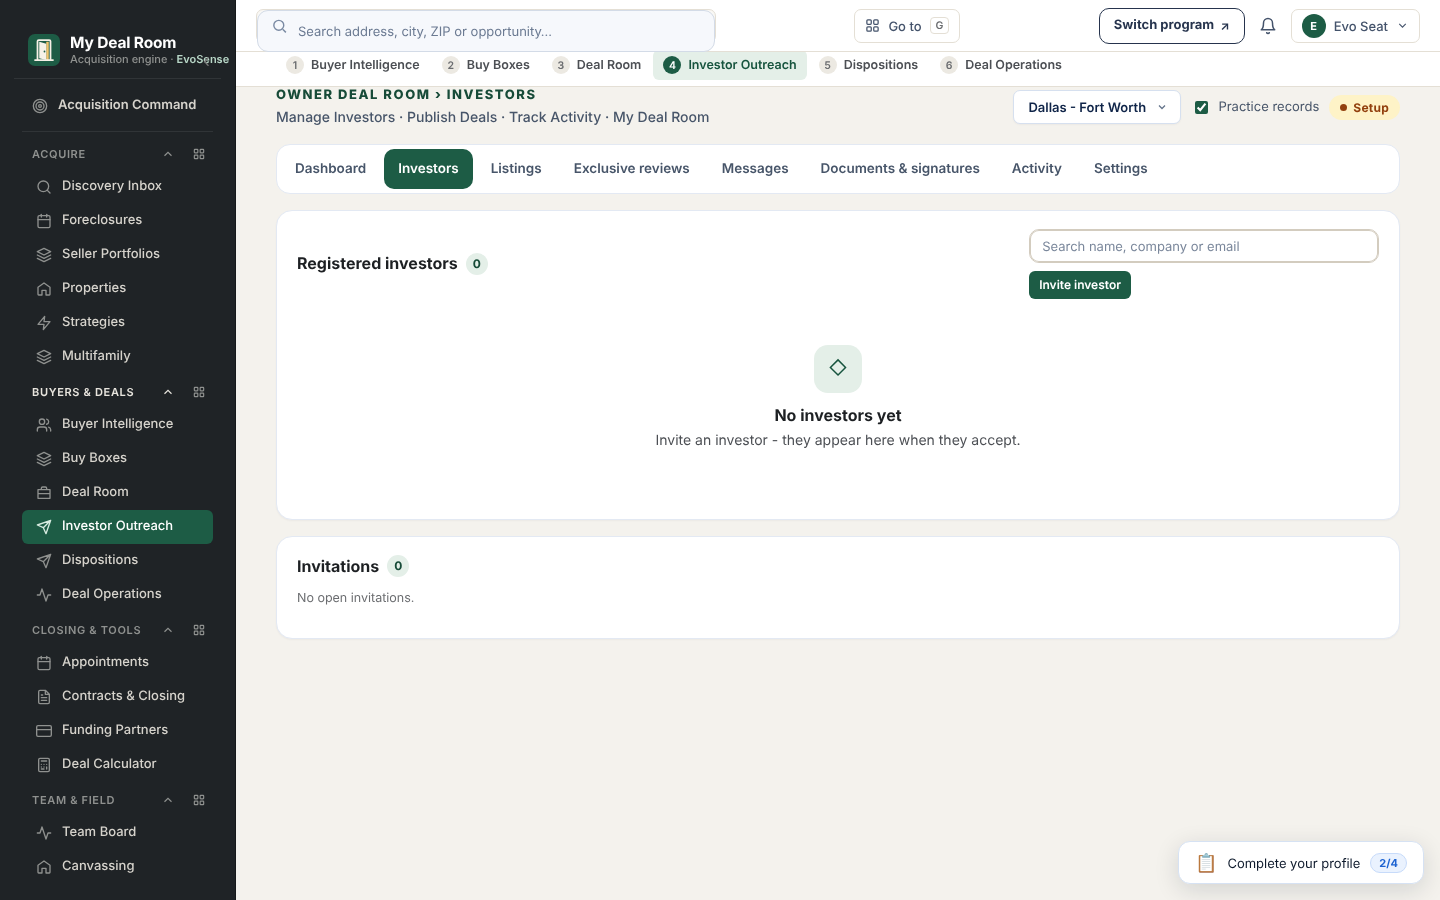 My Deal Room
Acquisition engine · EvoSense
Acquisition Command
ACQUIRE
Discovery Inbox
Foreclosures
Seller Portfolios
Properties
Strategies
Multifamily
BUYERS & DEALS
Buyer Intelligence
Buy Boxes
Deal Room
Investor Outreach
Dispositions
Deal Operations
CLOSING & TOOLS
Appointments
Contracts & Closing
Funding Partners
Deal Calculator
TEAM & FIELD
Team Board
Canvassing
Search address, city, ZIP or opportunity...
Go to G
Switch program ↗
E Evo Seat
1 Buyer Intelligence 2 Buy Boxes 3 Deal Room 4 Investor Outreach 5 Dispositions 6 Deal Operations
OWNER DEAL ROOM › INVESTORS
Manage Investors · Publish Deals · Track Activity · My Deal Room
Dallas - Fort Worth
Practice records
Setup
Dashboard Investors Listings Exclusive reviews Messages Documents & signatures Activity Settings
Registered investors 0
Search name, company or email
Invite investor
No investors yet
Invite an investor - they appear here when they accept.
Invitations 0
No open invitations.
Complete your profile 2/4